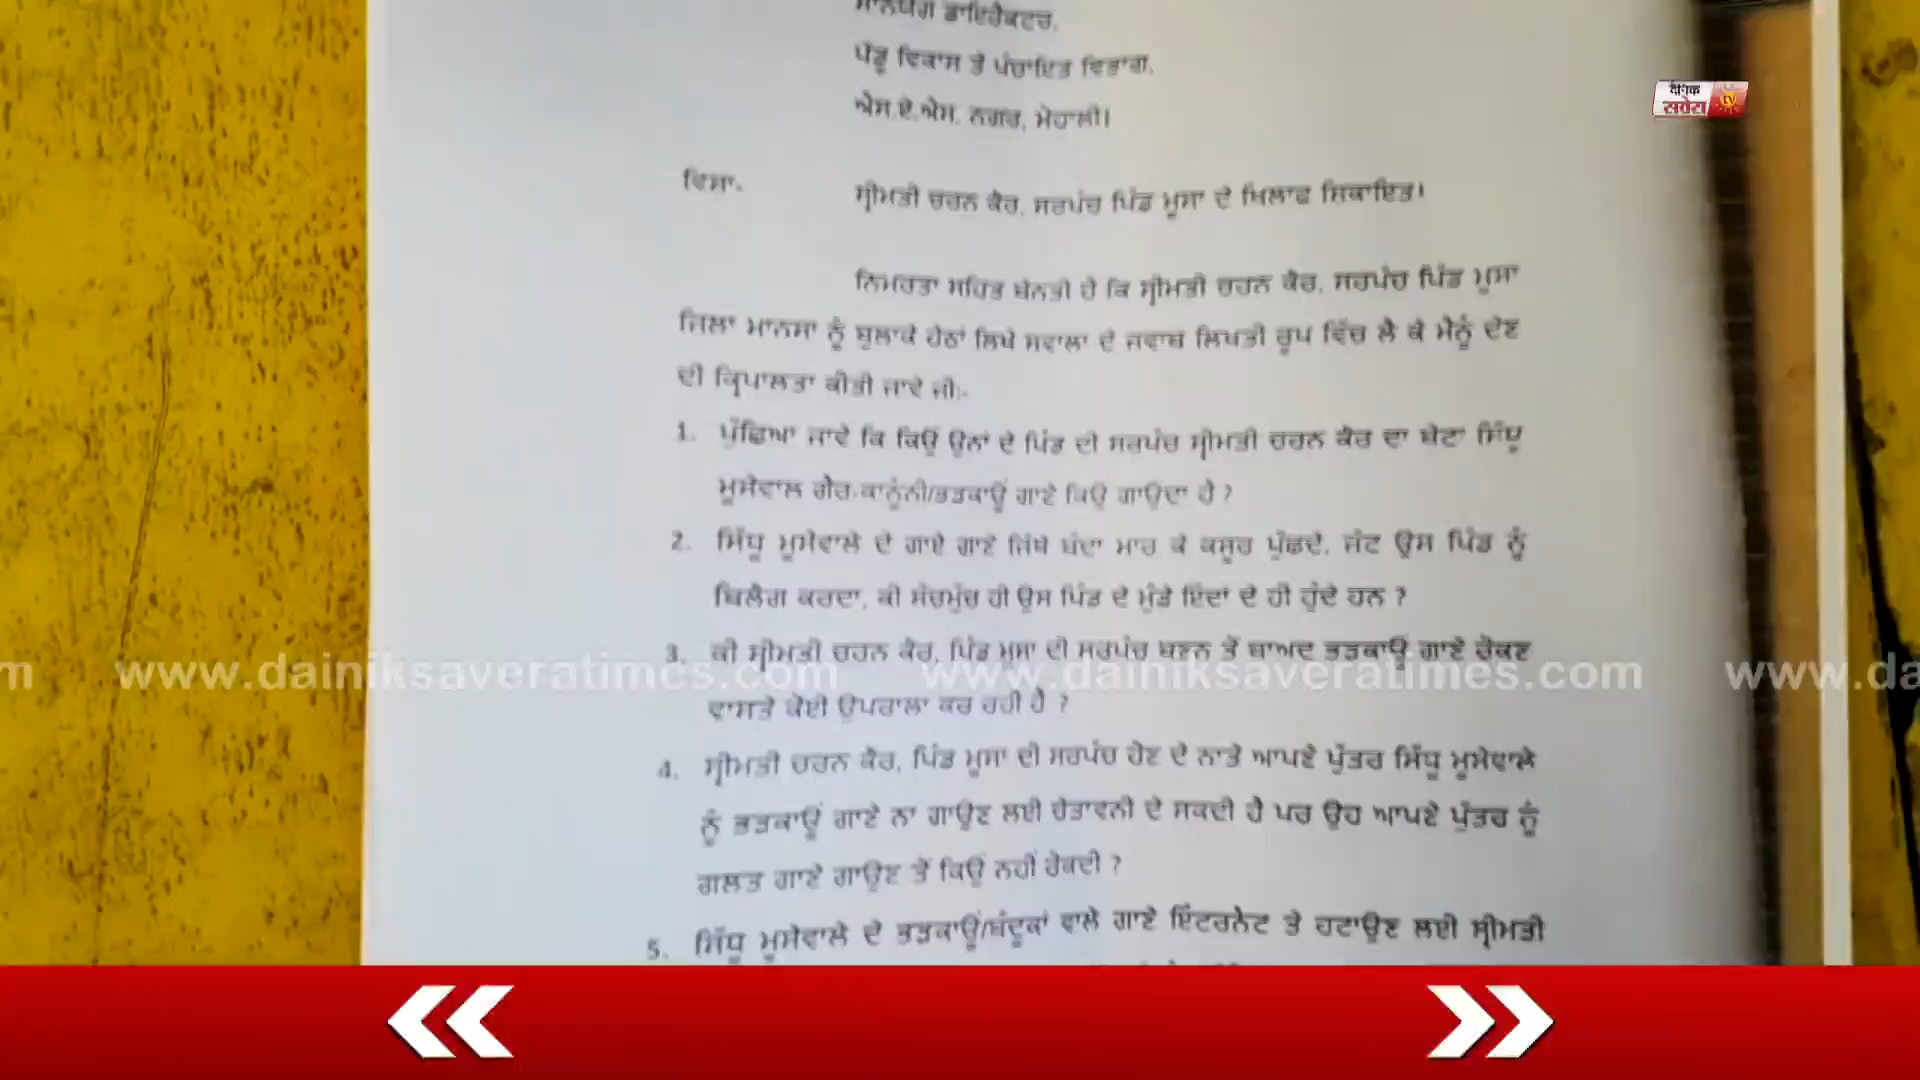 ਮਾਨਯੋਗ ਡਾਇਰੈਕਟਰ,
ਪੇਂਡੂ ਵਿਕਾਸ ਤੇ ਪੰਚਾਇਤ ਵਿਭਾਗ,
ਐਸ.ਏ.ਐਸ. ਨਗਰ, ਮੋਹਾਲੀ।
दैनिक
सवेरा
tv
ਵਿਸ਼ਾ:-
ਸ੍ਰੀਮਤੀ ਚਰਨ ਕੌਰ, ਸਰਪੰਚ ਪਿੰਡ ਮੂਸਾ ਦੇ ਖਿਲਾਫ ਸ਼ਿਕਾਇਤ।
ਨਿਮਰਤਾ ਸਹਿਤ ਬੇਨਤੀ ਹੈ ਕਿ ਸ੍ਰੀਮਤੀ ਚਰਨ ਕੌਰ, ਸਰਪੰਚ ਪਿੰਡ ਮੂਸਾ
ਜਿਲਾ ਮਾਨਸਾ ਨੂੰ ਬੁਲਾਕੇ ਹੇਠਾਂ ਲਿਖੇ ਸਵਾਲਾ ਦੇ ਜਵਾਬ ਲਿਖਤੀ ਰੂਪ ਵਿੱਚ ਲੈ ਕੇ ਮੈਨੂੰ ਦੇਣ
ਦੀ ਕ੍ਰਿਪਾਲਤਾ ਕੀਤੀ ਜਾਵੇ ਜੀ:-
1. ਪੁੱਛਿਆ ਜਾਵੇ ਕਿ ਕਿਉਂ ਉਨਾਂ ਦੇ ਪਿੰਡ ਦੀ ਸਰਪੰਚ ਸ੍ਰੀਮਤੀ ਚਰਨ ਕੌਰ ਦਾ ਬੇਟਾ ਸਿੱਧੂ
ਮੂਸੇਵਾਲ ਗੈਰ-ਕਾਨੂੰਨੀ/ਭੜਕਾਊਂ ਗਾਣੇ ਕਿਉਂ ਗਾਉਂਦਾ ਹੈ ?
2. ਸਿੱਧੂ ਮੂਸੇਵਾਲੇ ਦੇ ਗਾਏ ਗਾਣੇ ਜਿੱਥੇ ਬੰਦਾ ਮਾਰ ਕੇ ਕਸੂਰ ਪੁੱਛਦੇ, ਜੱਟ ਉਸ ਪਿੰਡ ਨੂੰ
ਬਿਲੌਂਗ ਕਰਦਾ, ਕੀ ਸੱਚਮੁੱਚ ਹੀ ਉਸ ਪਿੰਡ ਦੇ ਮੁੰਡੇ ਇੱਦਾਂ ਦੇ ਹੀ ਹੁੰਦੇ ਹਨ ?
3. ਕੀ ਸ੍ਰੀਮਤੀ ਚਰਨ ਕੌਰ, ਪਿੰਡ ਮੂਸਾ ਦੀ ਸਰਪੰਚ ਬਣਨ ਤੋਂ ਬਾਅਦ ਭੜਕਾਊਂ ਗਾਣੇ ਰੋਕਣ
www.dainiksaveratimes.com www.dainiksaveratimes.com
ਵਾਸਤੇ ਕੋਈ ਉਪਰਾਲਾ ਕਰ ਰਹੀ ਹੈ ?
4. ਸ੍ਰੀਮਤੀ ਚਰਨ ਕੌਰ, ਪਿੰਡ ਮੂਸਾ ਦੀ ਸਰਪੰਚ ਹੋਣ ਦੇ ਨਾਤੇ ਆਪਣੇ ਪੁੱਤਰ ਸਿੱਧੂ ਮੂਸੇਵਾਲੇ
ਨੂੰ ਭੜਕਾਊਂ ਗਾਣੇ ਨਾ ਗਾਉਣ ਲਈ ਚੇਤਾਵਨੀ ਦੇ ਸਕਦੀ ਹੈ ਪਰ ਉਹ ਆਪਣੇ ਪੁੱਤਰ ਨੂੰ
ਗਲਤ ਗਾਣੇ ਗਾਉਣ ਤੋਂ ਕਿਉਂ ਨਹੀਂ ਰੋਕਦੀ ?
5. ਸਿੱਧੂ ਮੂਸੇਵਾਲੇ ਦੇ ਭੜਕਾਊਂ/ਬੰਦੂਕਾਂ ਵਾਲੇ ਗਾਣੇ ਇੰਟਰਨੈਟ ਤੇ ਹਟਾਉਣ ਲਈ ਸ੍ਰੀਮਤੀ